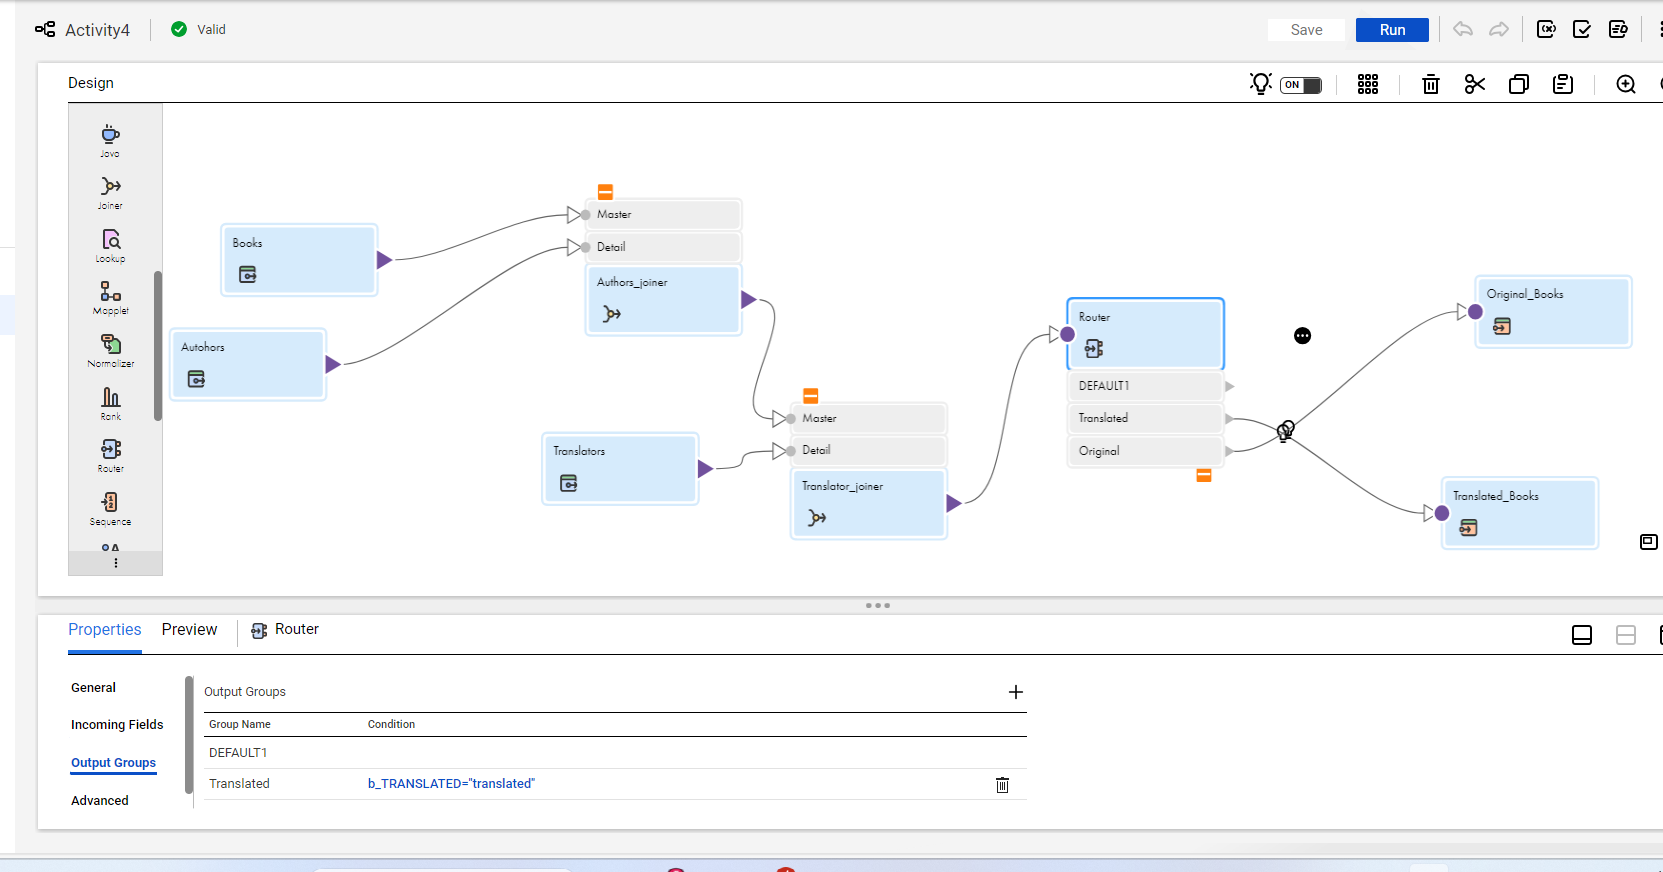 Activity4
Valid
Save
Run
Design
ON
Java
Joiner
Lookup
Mapplet
Normalizer
Rank
Router
Sequence
Books
Autohors
Master
Detail
Authors_joiner
Translators
Master
Detail
Translator_joiner
Router
DEFAULT1
Translated
Original
Original_Books
Translated_Books
Properties
Preview
Router
General
Incoming Fields
Output Groups
Advanced
Output Groups
Group Name Condition
DEFAULT1
Translated b_TRANSLATED="translated"